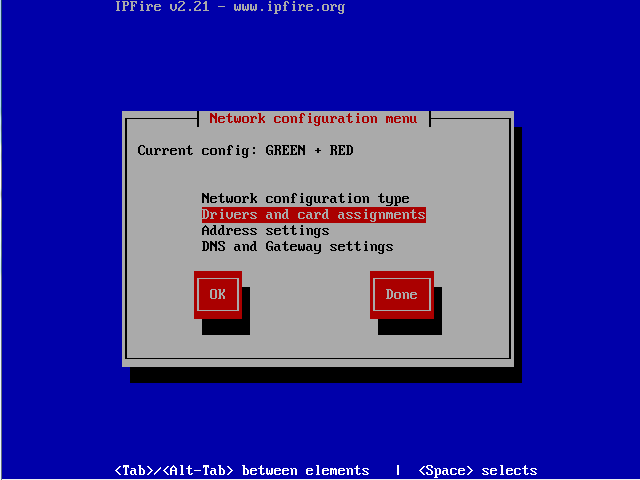 IPFire v2.21 - www.ipfire.org
Network configuration menu
Current config: GREEN + RED
Network configuration type
Drivers and card assignments
Address settings
DNS and Gateway settings
OK Done
<Tab>/<Alt-Tab> between elements | <Space> selects